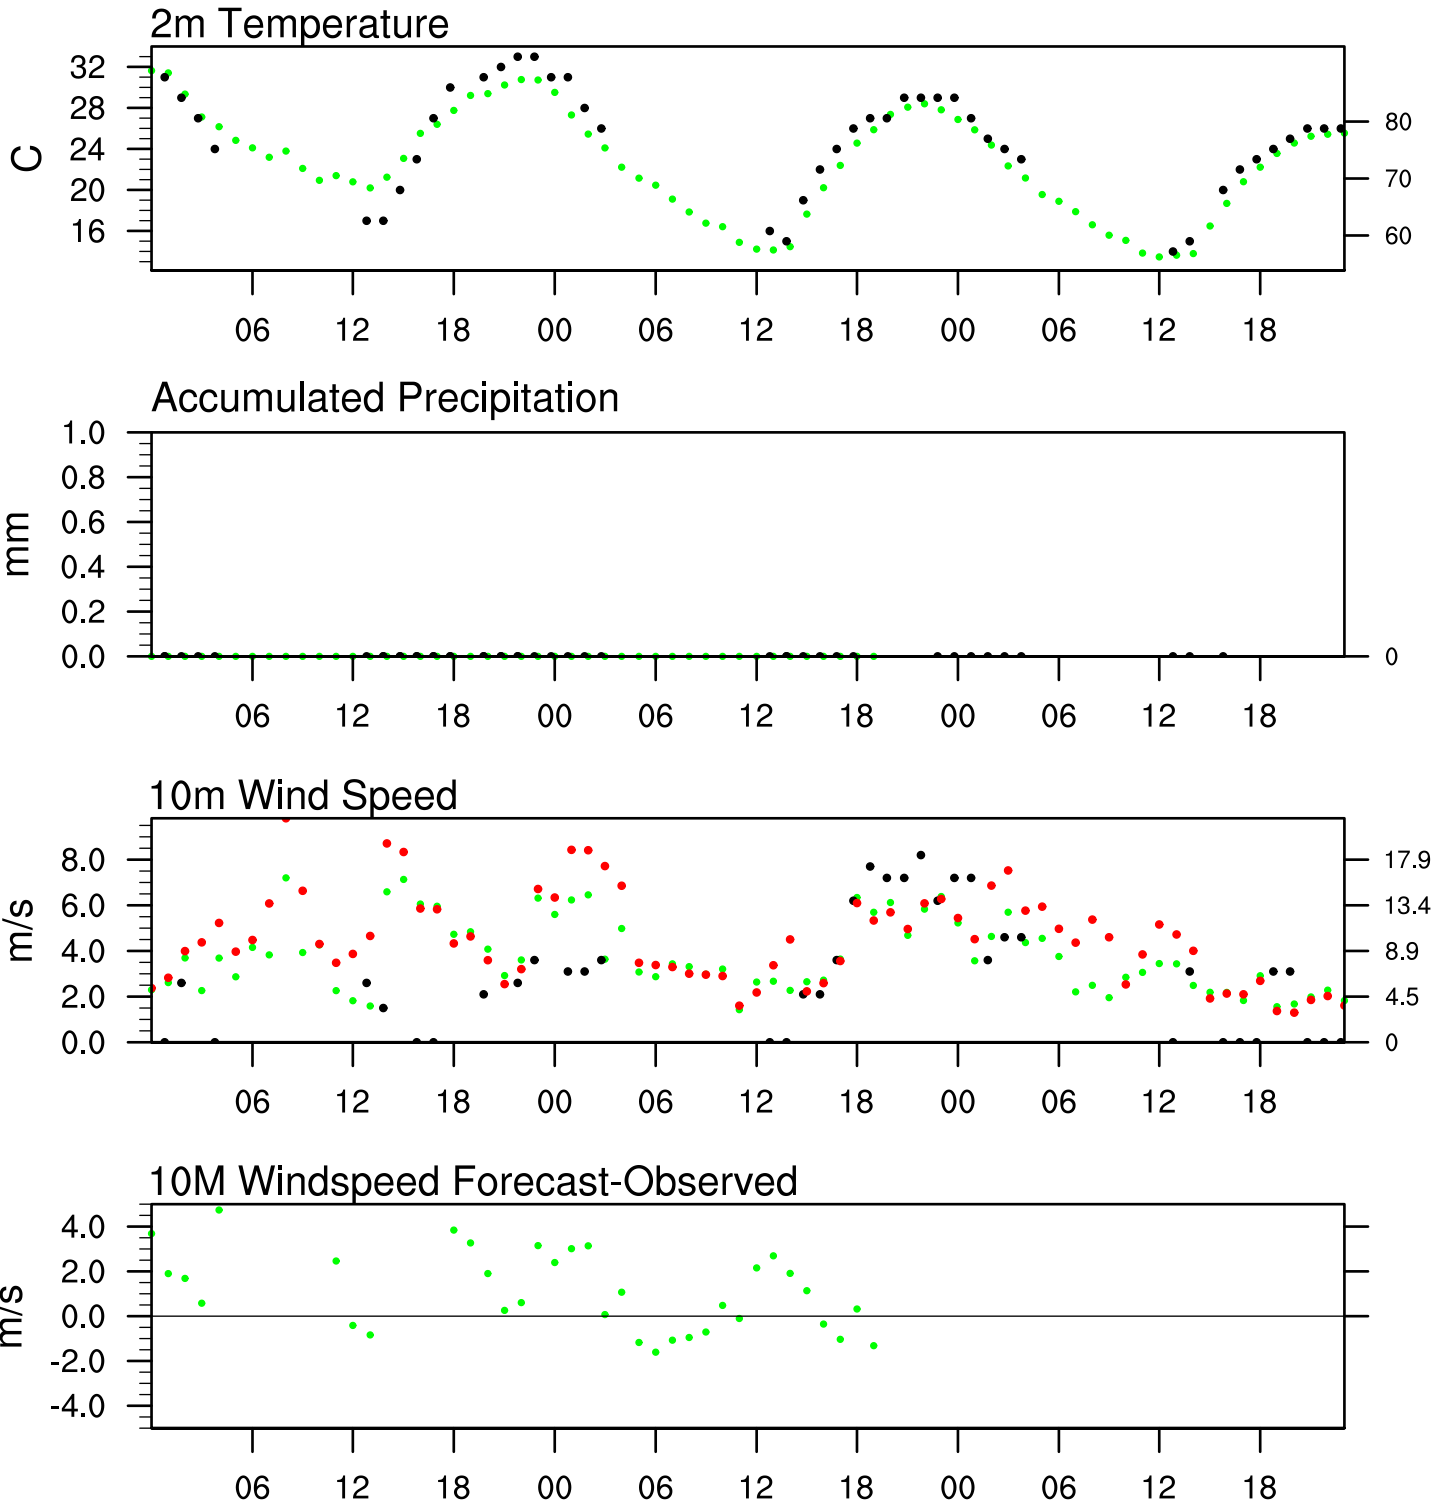 2m Temperature
32
28
24
20
16
C
80
70
60
06 12 18 00 06 12 18 00 06 12 18
Accumulated Precipitation
1.0
0.8
0.6
0.4
0.2
0.0
mm
0
06 12 18 00 06 12 18 00 06 12 18
10m Wind Speed
8.0
6.0
4.0
2.0
0.0
m/s
17.9
13.4
8.9
4.5
0
06 12 18 00 06 12 18 00 06 12 18
10M Windspeed Forecast-Observed
4.0
2.0
0.0
-2.0
-4.0
m/s
06 12 18 00 06 12 18 00 06 12 18